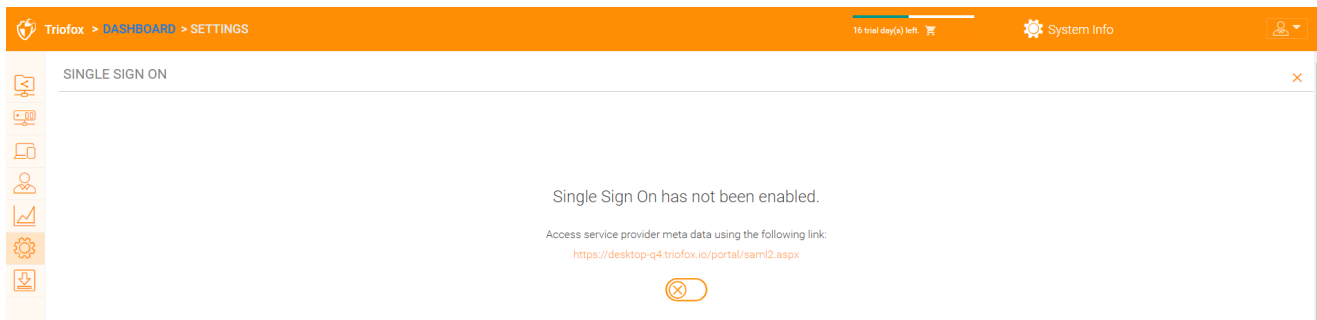 Triofox > DASHBOARD > SETTINGS
16 trial day(s) left.
System Info
SINGLE SIGN ON
Single Sign On has not been enabled.
Access service provider meta data using the following link:
https://desktop-q4.triofox.io/portal/saml2.aspx